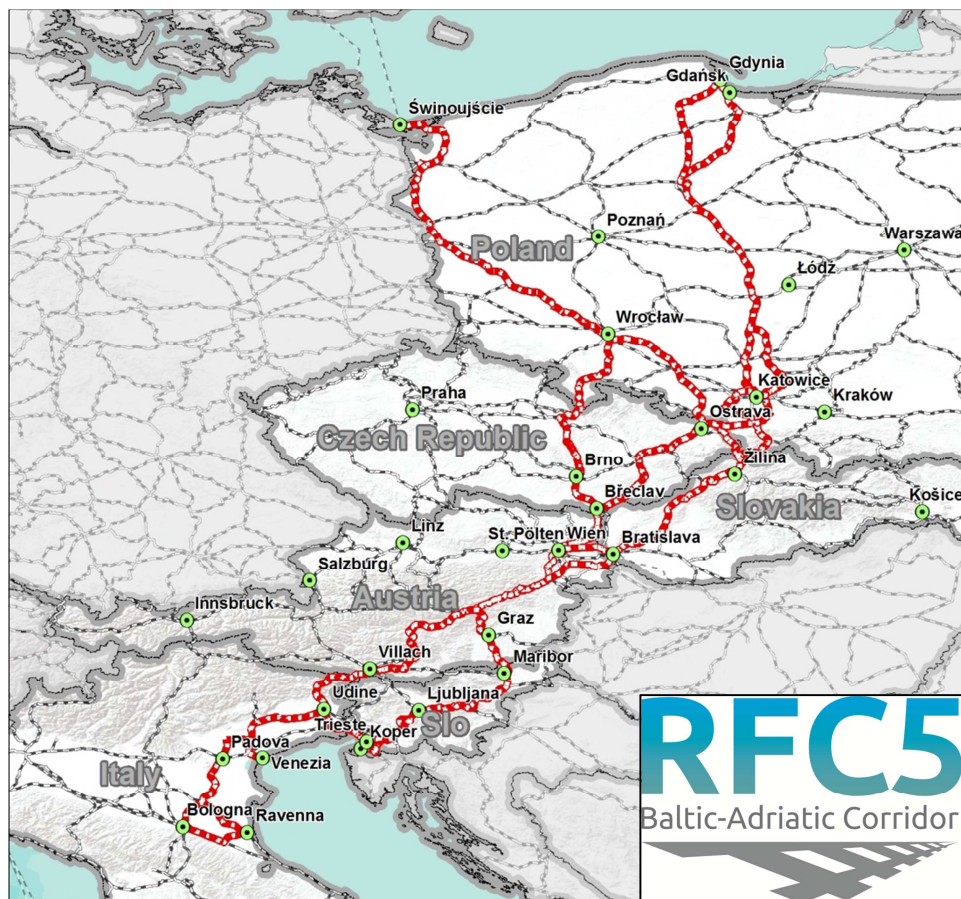 Gdynia
Gdańsk
Świnoujście
Poznań
Warszawa
Poland
Łódź
Wrocław
Katowice
Praha
Kraków
Ostrava
Czech Republic
Brno
Žilina
Břeclav
Slovakia
Košice
Linz
St. Pölten
Wien
Bratislava
Salzburg
Austria
Innsbruck
Graz
Villach
Maribor
Udine
Ljubljana
Trieste
Slo
Koper
Padova
Venezia
Italy
Bologna
Ravenna
RFC5
Baltic-Adriatic Corridor